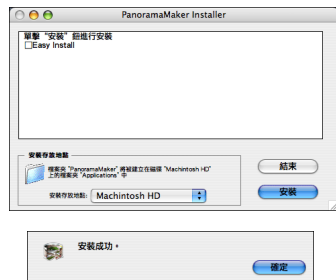 PanoramaMaker Installer
單擊 "安裝" 鈕進行安裝
Easy Install
安裝存放地點
檔案夾 "PanoramaMaker" 將被建立在磁碟 "Machintosh HD"
上的檔案夾 "Applications" 中
安裝存放地點: Machintosh HD
結束
安裝
安裝成功。
確定